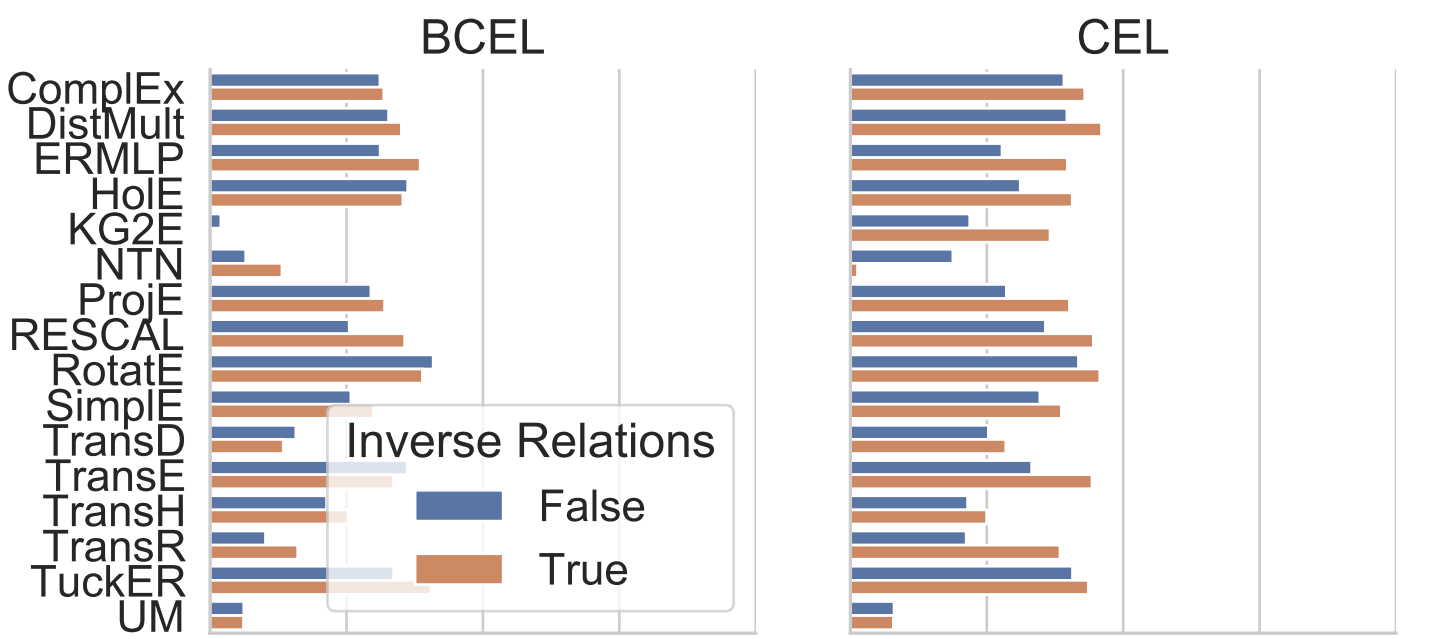 BCEL
CEL
ComplEx
DistMult
ERMLP
HolE
KG2E
NTN
ProjE
RESCAL
RotatE
SimplE
TransD
TransE
TransH
TransR
TuckER
UM
Inverse Relations
False
True